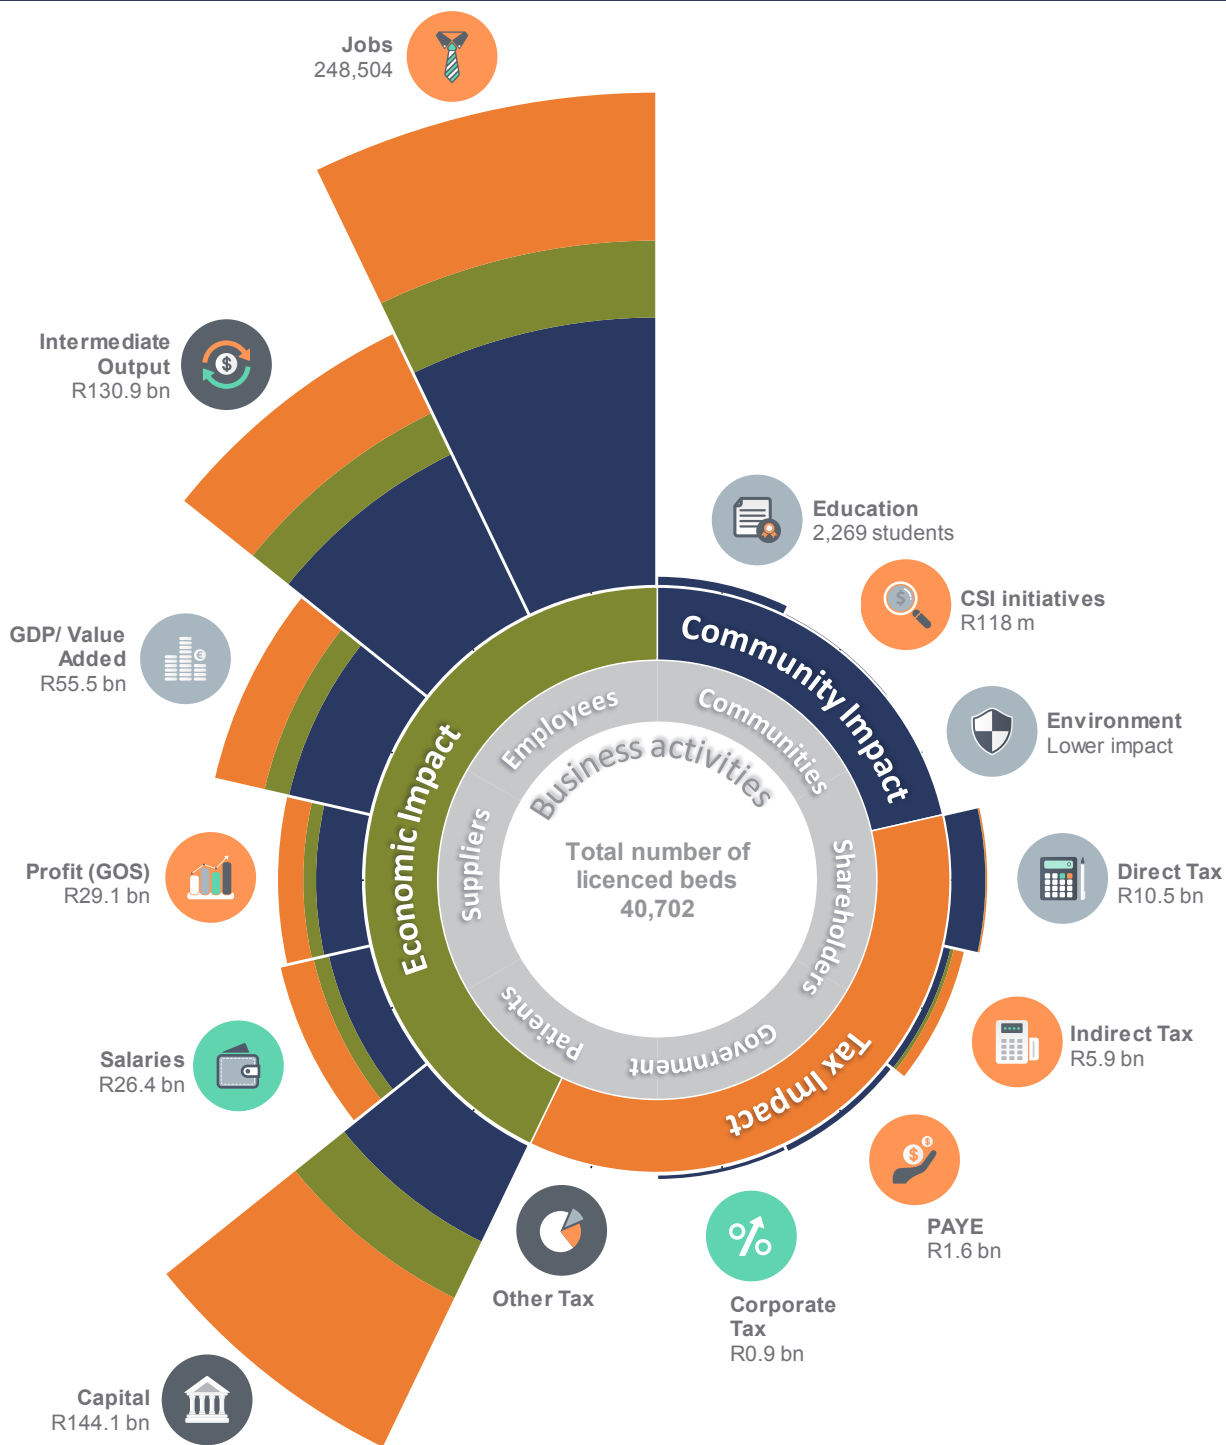 Jobs
248,504
Intermediate
Output
R130.9 bn
GDP/ Value
Added
R55.5 bn
Profit (GOS)
R29.1 bn
Salaries
R26.4 bn
Capital
R144.1 bn
Education
2,269 students
CSI initiatives
R118 m
Environment
Lower impact
Direct Tax
R10.5 bn
Indirect Tax
R5.9 bn
PAYE
R1.6 bn
Corporate
Tax
R0.9 bn
Other Tax
Economic Impact
Community Impact
Tax Impact
Employees
Communities
Shareholders
Government
Patients
Suppliers
Business activities
Total number of
licenced beds
40,702